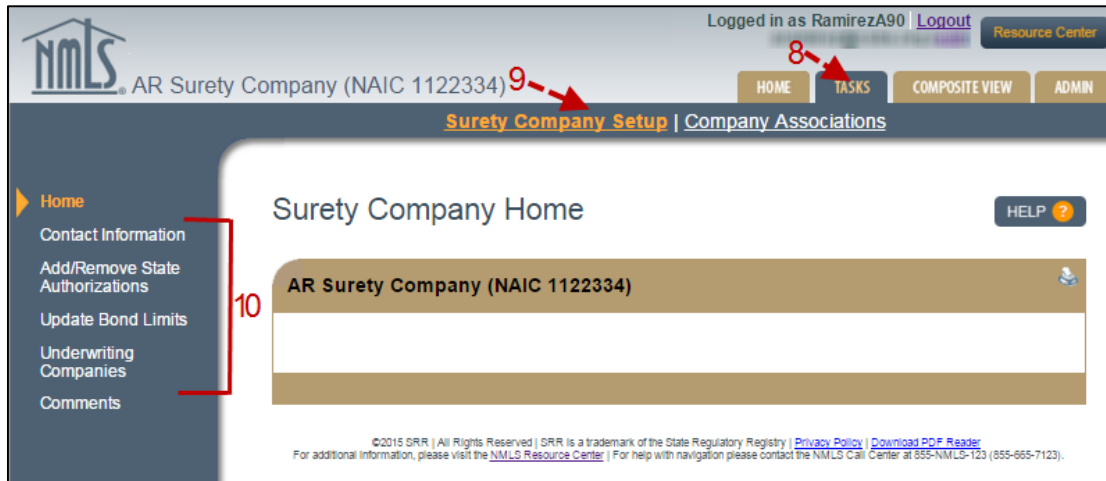 Logged in as RamirezA90 | Logout
Resource Center
NMLS
AR Surety Company (NAIC 1122334)
9
8
HOME
TASKS
COMPOSITE VIEW
ADMIN
Surety Company Setup | Company Associations
Home
Contact Information
Add/Remove State
Authorizations
Update Bond Limits
Underwriting
Companies
Comments
10
Surety Company Home
HELP ?
AR Surety Company (NAIC 1122334)
©2015 SRR | All Rights Reserved | SRR is a trademark of the State Regulatory Registry | Privacy Policy | Download PDF Reader
For additional information, please visit the NMLS Resource Center | For help with navigation please contact the NMLS Call Center at 855-NMLS-123 (855-665-7123).